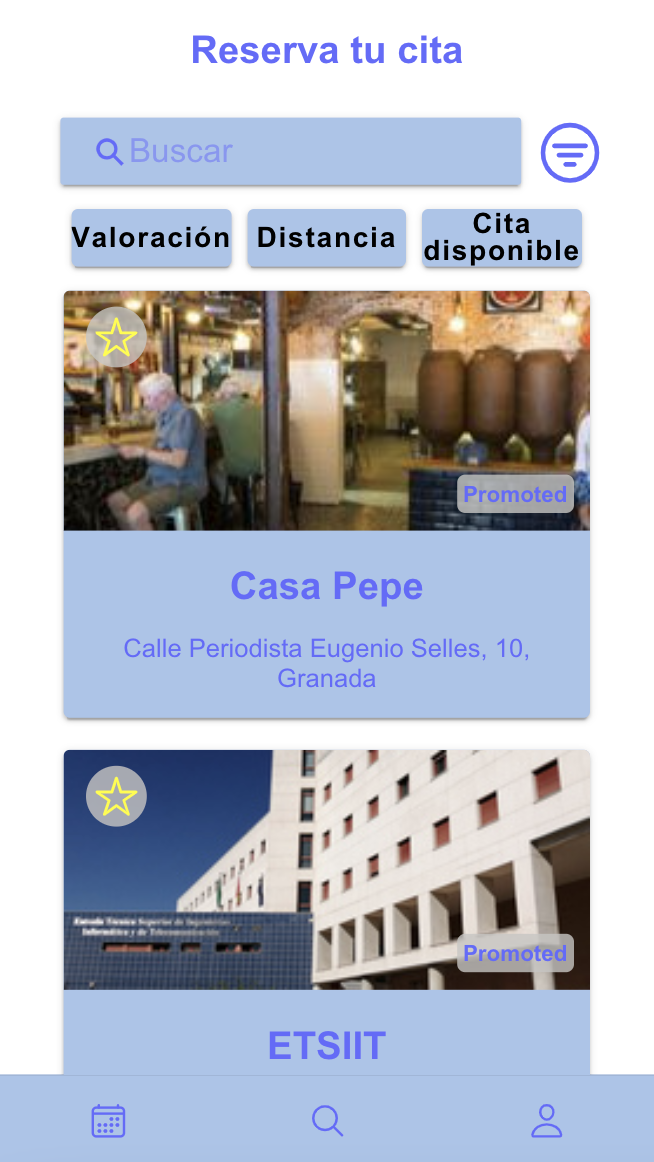 Reserva tu cita
Buscar
Valoración
Distancia
Cita
disponible
Promoted
Casa Pepe
Calle Periodista Eugenio Selles, 10,
Granada
Escuela Técnica Superior de Ingenierías
Informática y de Telecomunicación
Promoted
ETSIIT